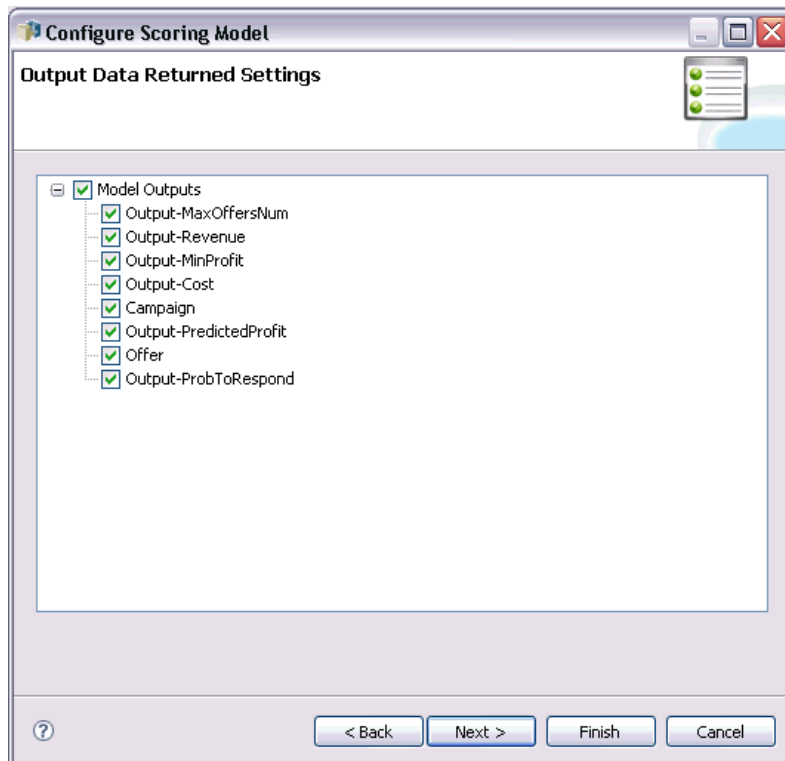 Configure Scoring Model
Output Data Returned Settings
Model Outputs
Output-MaxOffersNum
Output-Revenue
Output-MinProfit
Output-Cost
Campaign
Output-PredictedProfit
Offer
Output-ProbToRespond
?
< Back
Next >
Finish
Cancel